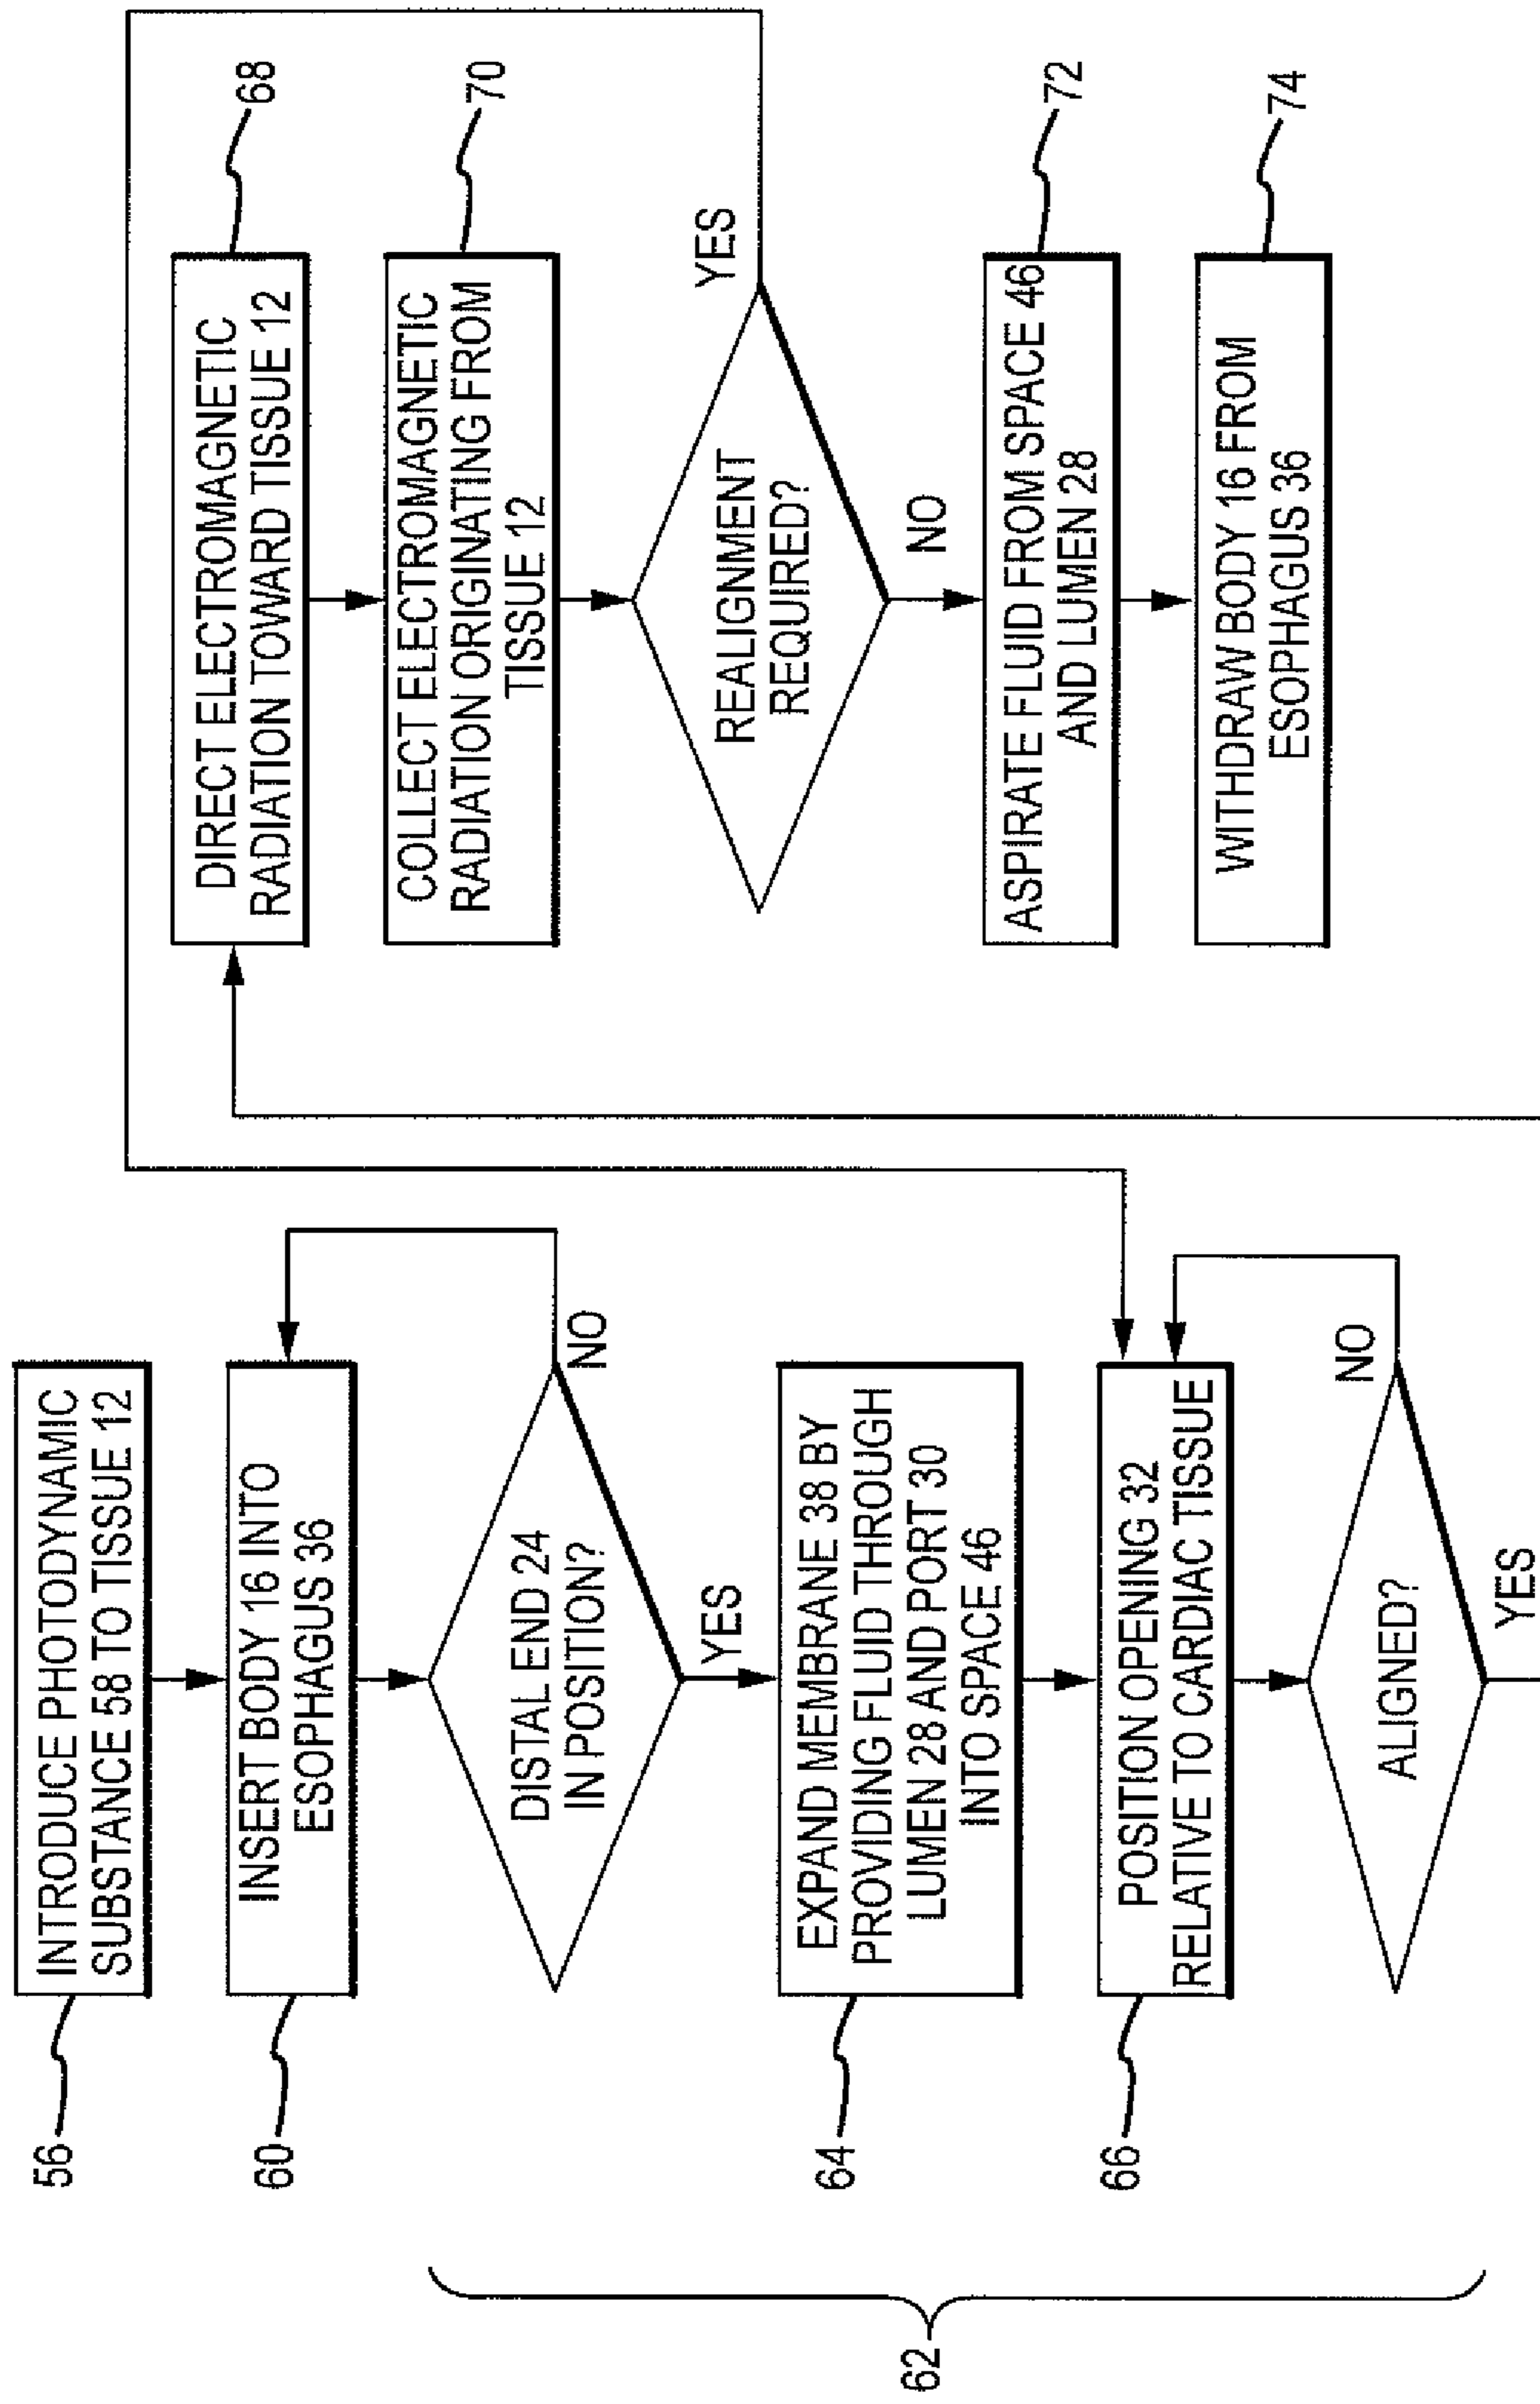 56
INTRODUCE PHOTODYNAMIC
SUBSTANCE 58 TO TISSUE 12
60
INSERT BODY 16 INTO
ESOPHAGUS 36
DISTAL END 24
IN POSITION?
NO
YES
62
64
EXPAND MEMBRANE 38 BY
PROVIDING FLUID THROUGH
LUMEN 28 AND PORT 30
INTO SPACE 46
66
POSITION OPENING 32
RELATIVE TO CARDIAC TISSUE
ALIGNED?
NO
YES
DIRECT ELECTROMAGNETIC
RADIATION TOWARD TISSUE 12
68
COLLECT ELECTROMAGNETIC
RADIATION ORIGINATING FROM
TISSUE 12
70
REALIGNMENT
REQUIRED?
YES
NO
ASPIRATE FLUID FROM SPACE 46
AND LUMEN 28
72
WITHDRAW BODY 16 FROM
ESOPHAGUS 36
74